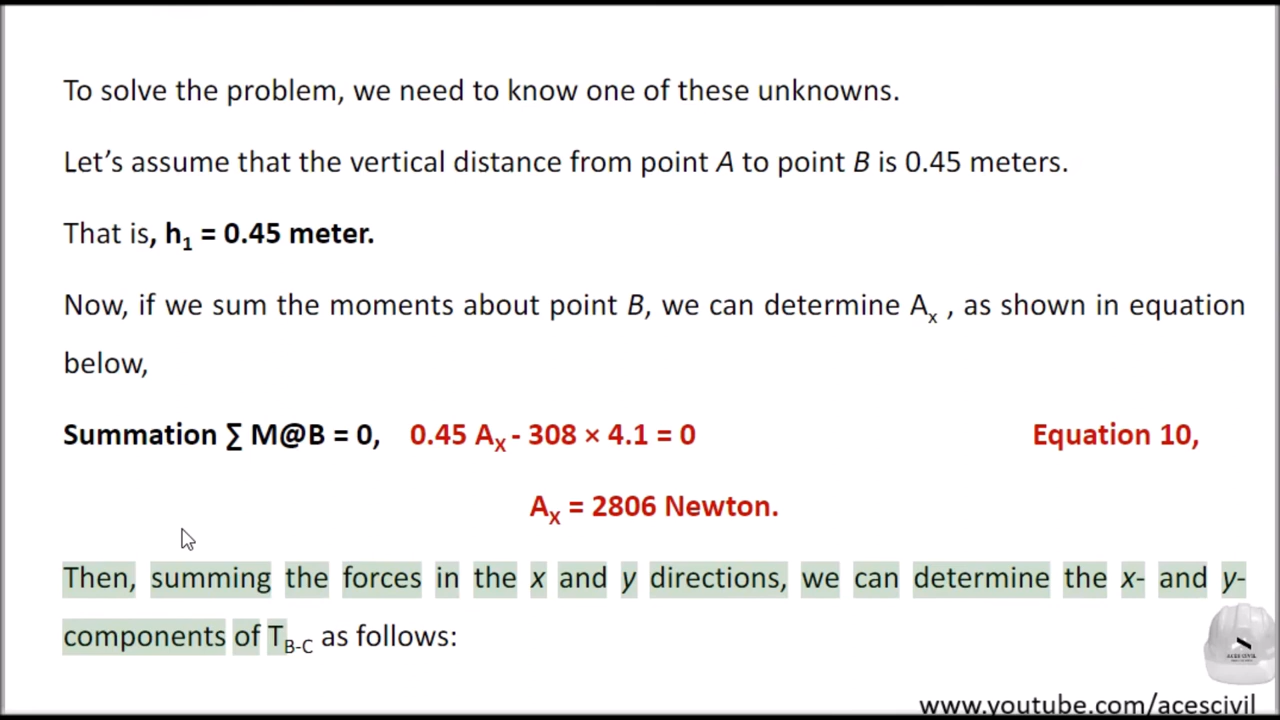 To solve the problem, we need to know one of these unknowns.
Let’s assume that the vertical distance from point A to point B is 0.45 meters.
That is, h₁ = 0.45 meter.
Now, if we sum the moments about point B, we can determine Aₓ , as shown in equation
below,
Summation ∑ M@B = 0, 0.45 Aₓ - 308 × 4.1 = 0 Equation 10,
Aₓ = 2806 Newton.
Then, summing the forces in the x and y directions, we can determine the x- and y-
components of T_B-C as follows:
ACES CIVIL
www.youtube.com/acescivil